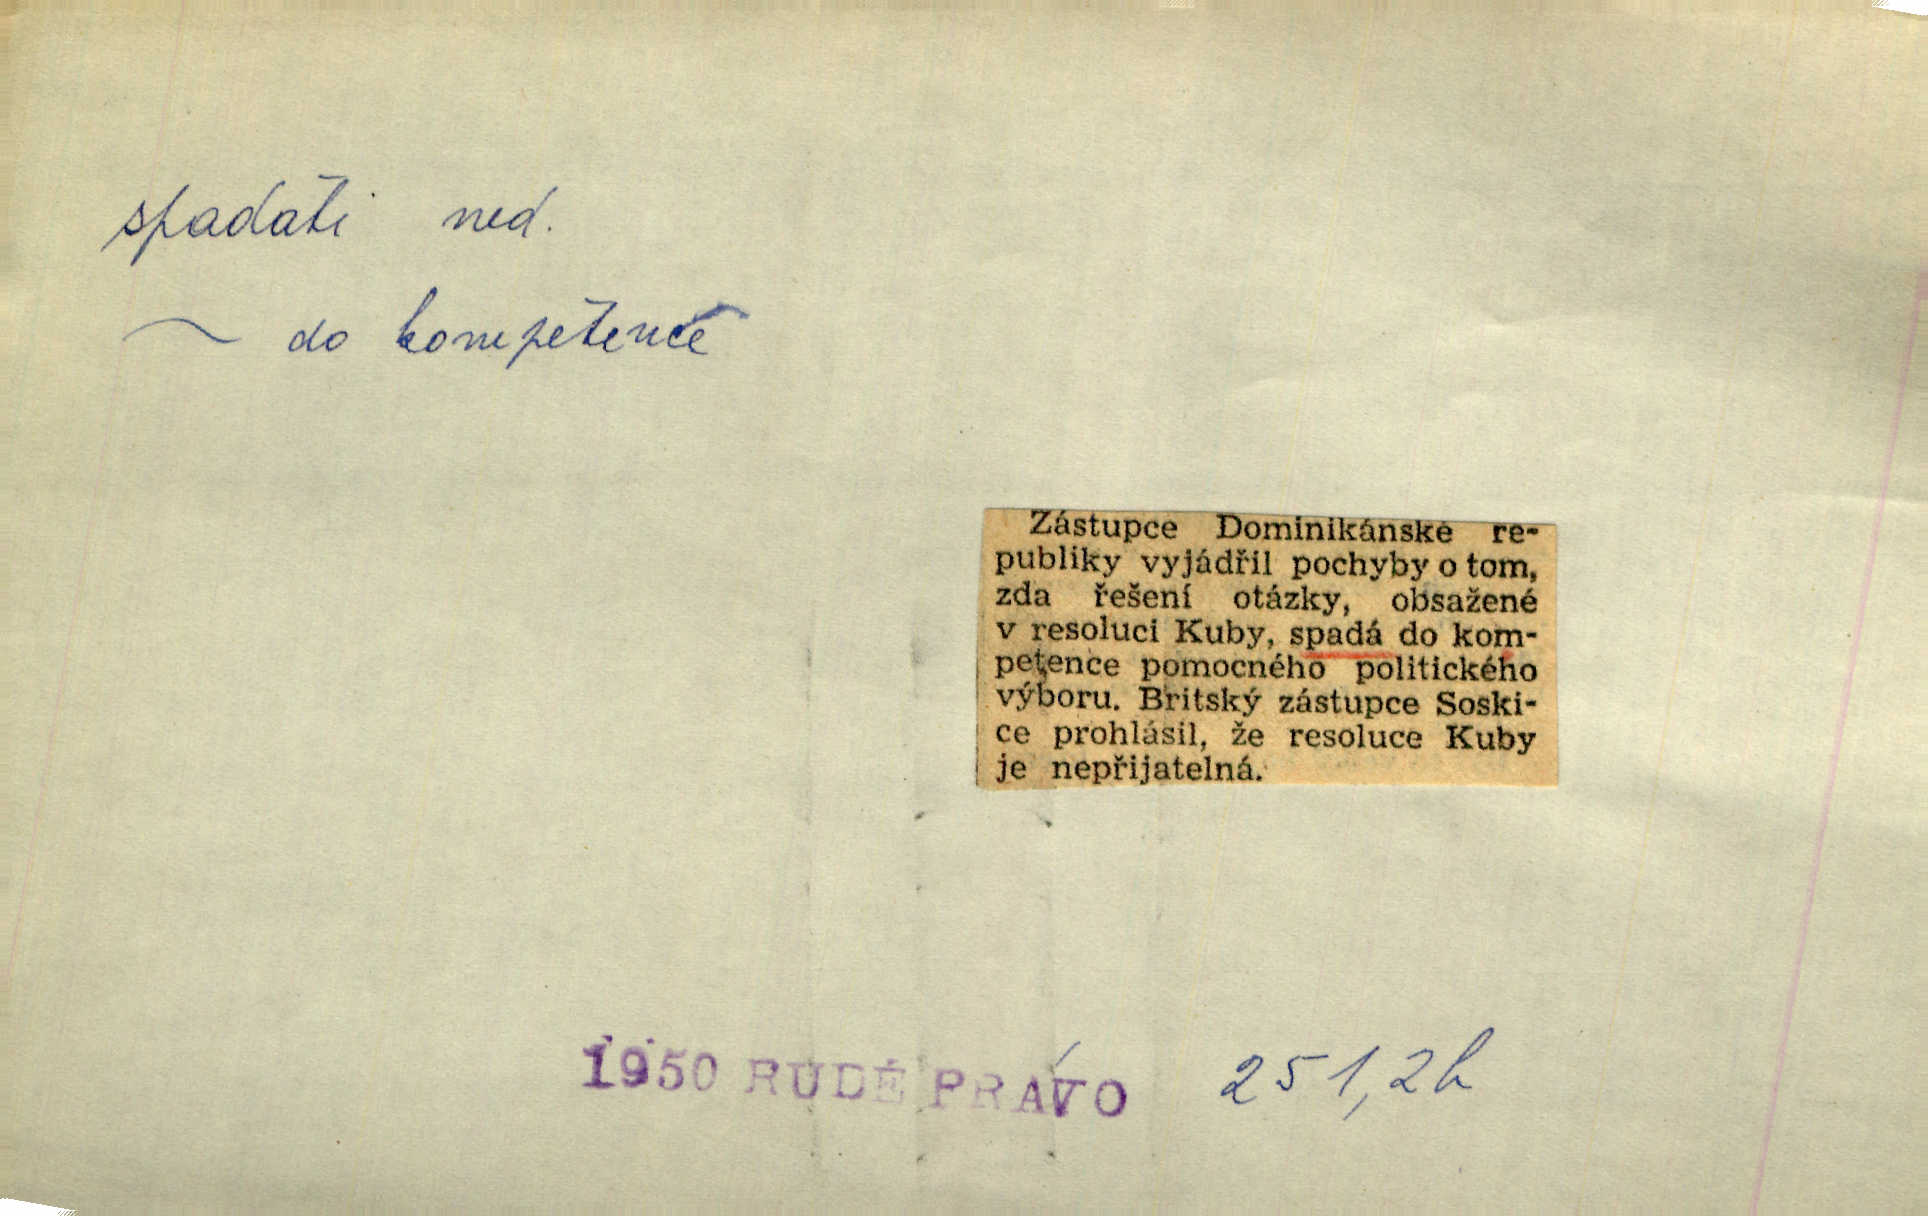 spadati ned.
~ do kompetence
Zástupce Dominikánské re-
publiky vyjádřil pochyby o tom,
zda řešení otázky, obsažené
v resoluci Kuby, spadá do kom-
petence pomocného politického
výboru. Britský zástupce Soski-
ce prohlásil, že resoluce Kuby
je nepřijatelná.
1950 RUDÉ PRÁVO 251,2h